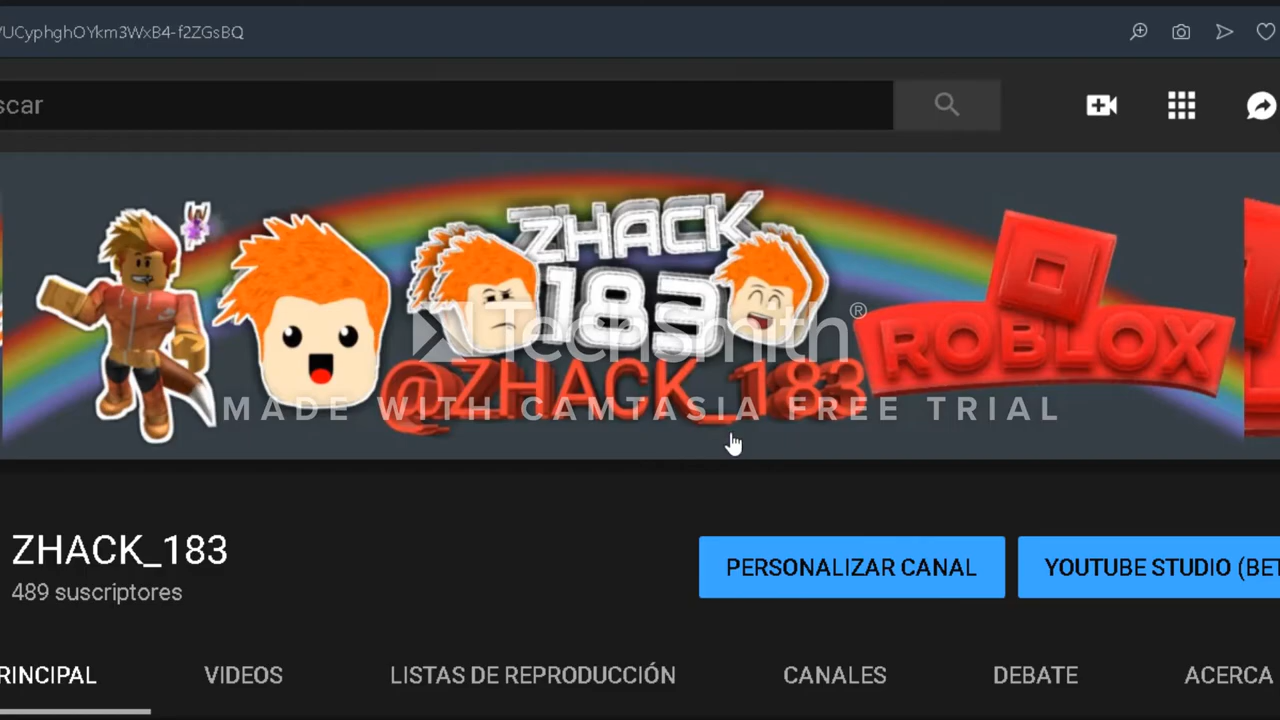 /UCyphghOYkm3WxB4-f2ZGsBQ
scar
ZHACK
183
TechSmith®
ROBLOX
@ZHACK_183
MADE WITH CAMTASIA FREE TRIAL
ZHACK_183
489 suscriptores
PERSONALIZAR CANAL
YOUTUBE STUDIO (BET
RINCIPAL
VIDEOS
LISTAS DE REPRODUCCIÓN
CANALES
DEBATE
ACERCA